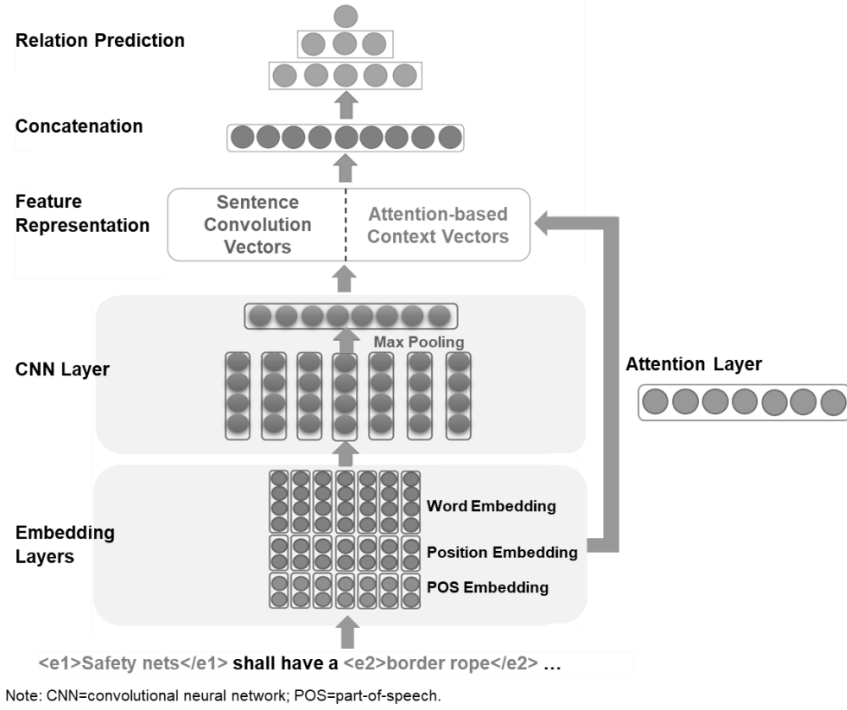 Relation Prediction
Concatenation
Feature
Representation
Sentence
Convolution
Vectors
Attention-based
Context Vectors
Max Pooling
CNN Layer
Attention Layer
Word Embedding
Embedding
Layers
Position Embedding
POS Embedding
<e1>Safety nets</e1> shall have a <e2>border rope</e2> ...
Note: CNN=convolutional neural network; POS=part-of-speech.